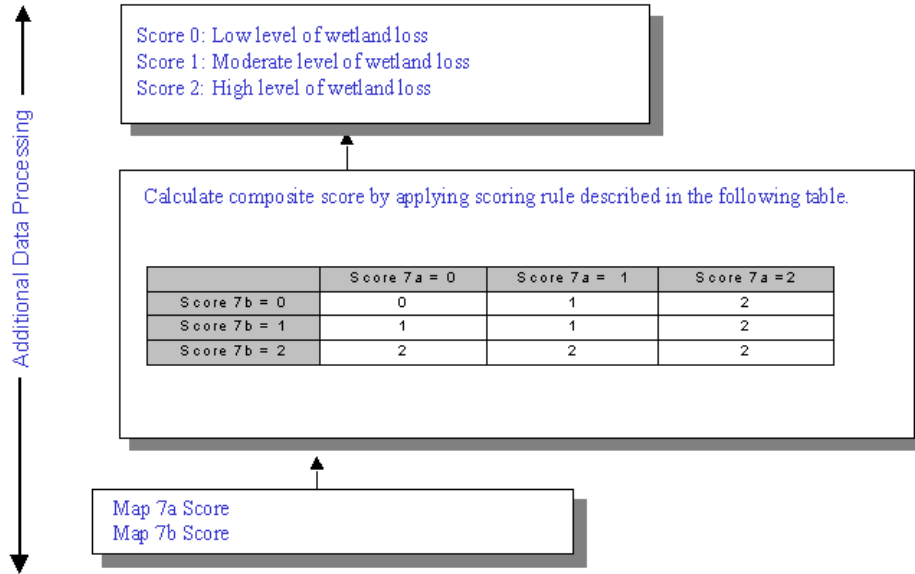 Score 0: Low level of wetland loss
Score 1: Moderate level of wetland loss
Score 2: High level of wetland loss
Additional Data Processing
Calculate composite score by applying scoring rule described in the following table.
Score 7a = 0 Score 7a = 1 Score 7a =2
Score 7b = 0 0 1 2
Score 7b = 1 1 1 2
Score 7b = 2 2 2 2
Map 7a Score
Map 7b Score